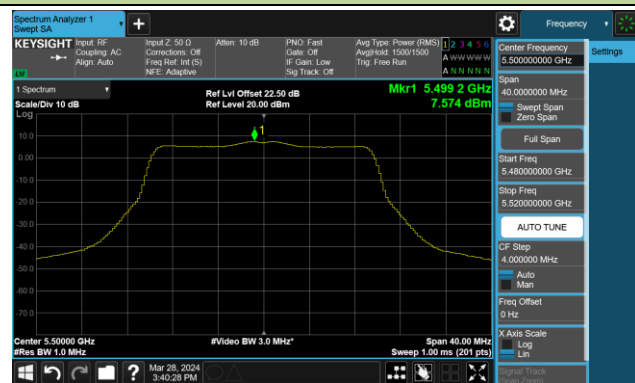 Spectrum Analyzer 1
Swept SA
+
Frequency
KEYSIGHT
Input: RF
Coupling: AC
Align: Auto
Input Z: 50 Ω
Corrections: Off
Freq Ref: Int (S)
NFE: Adaptive
Atten: 10 dB
PNO: Fast
Gate: Off
IF Gain: Low
Sig Track: Off
Avg Type: Power (RMS)
Avg|Hold: 1500/1500
Trig: Free Run
1 2 3 4 5 6
A W W W W W
A N N N N N
1 Spectrum
Scale/Div 10 dB
Log
Ref Lvl Offset 22.50 dB
Ref Level 20.00 dBm
Mkr1 5.499 2 GHz
7.574 dBm
1
10.0
0.00
-10.0
-20.0
-30.0
-40.0
-50.0
-60.0
-70.0
Center 5.50000 GHz
#Res BW 1.0 MHz
#Video BW 3.0 MHz*
Span 40.00 MHz
Sweep 1.00 ms (201 pts)
Mar 28, 2024
3:40:28 PM
?
Center Frequency
5.500000000 GHz
Settings
Span
40.0000000 MHz
Swept Span
Zero Span
Full Span
Start Freq
5.480000000 GHz
Stop Freq
5.520000000 GHz
AUTO TUNE
CF Step
4.000000 MHz
Auto
Man
Freq Offset
0 Hz
X Axis Scale
Log
Lin
Signal Track
(Span Zoom)